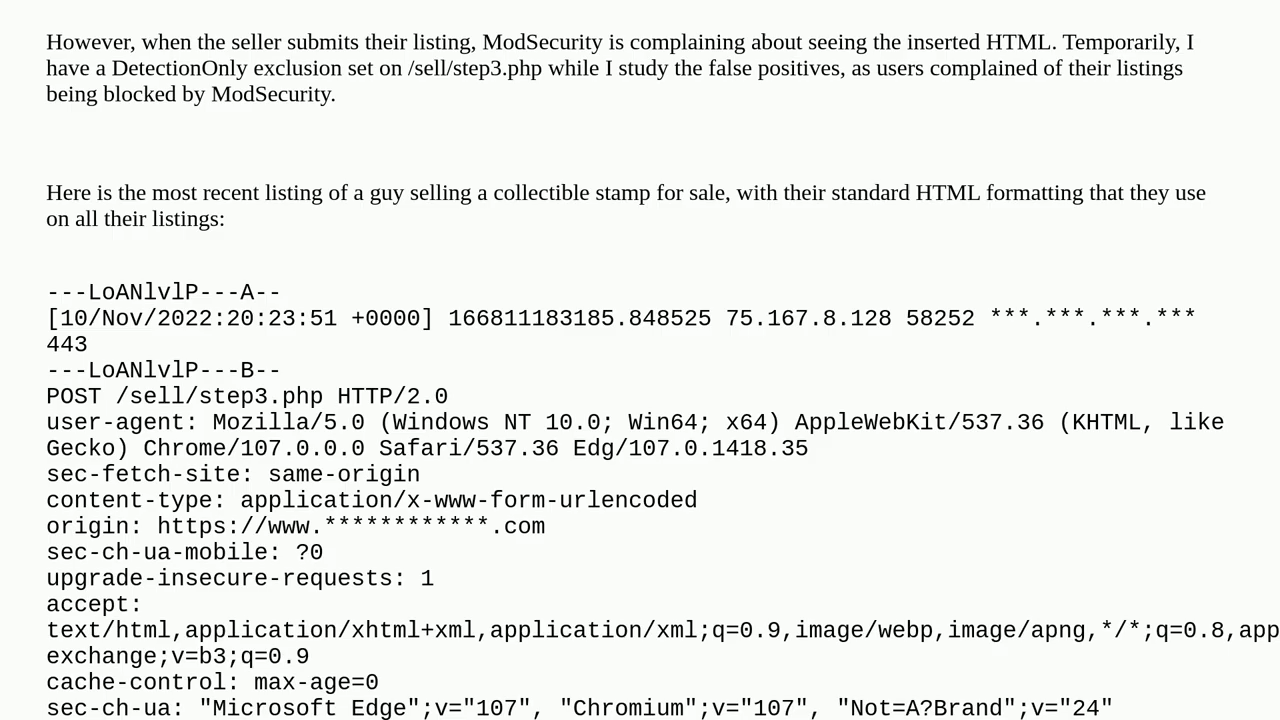 However, when the seller submits their listing, ModSecurity is complaining about seeing the inserted HTML. Temporarily, I
have a DetectionOnly exclusion set on /sell/step3.php while I study the false positives, as users complained of their listings
being blocked by ModSecurity.
Here is the most recent listing of a guy selling a collectible stamp for sale, with their standard HTML formatting that they use
on all their listings:
---LoANlvlP---A--
[10/Nov/2022:20:23:51 +0000] 166811183185.848525 75.167.8.128 58252 ***.***.***.***
443
---LoANlvlP---B--
POST /sell/step3.php HTTP/2.0
user-agent: Mozilla/5.0 (Windows NT 10.0; Win64; x64) AppleWebKit/537.36 (KHTML, like
Gecko) Chrome/107.0.0.0 Safari/537.36 Edg/107.0.1418.35
sec-fetch-site: same-origin
content-type: application/x-www-form-urlencoded
origin: https://www.************.com
sec-ch-ua-mobile: ?0
upgrade-insecure-requests: 1
accept:
text/html,application/xhtml+xml,application/xml;q=0.9,image/webp,image/apng,*/*;q=0.8,app
exchange;v=b3;q=0.9
cache-control: max-age=0
sec-ch-ua: "Microsoft Edge";v="107", "Chromium";v="107", "Not=A?Brand";v="24"